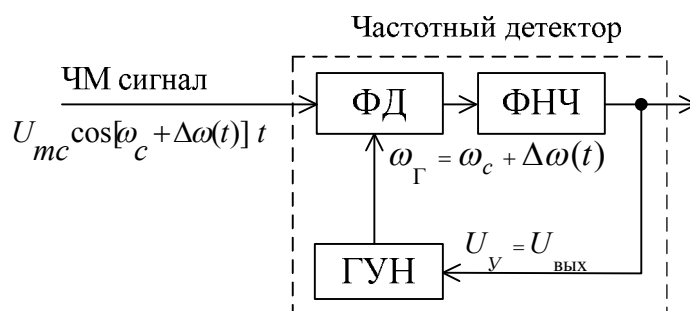 Частотный детектор
ЧМ сигнал
U_mc cos[ω_c + Δω(t)] t
ФД
ФНЧ
ω_Г = ω_c + Δω(t)
ГУН
U_У = U_вых